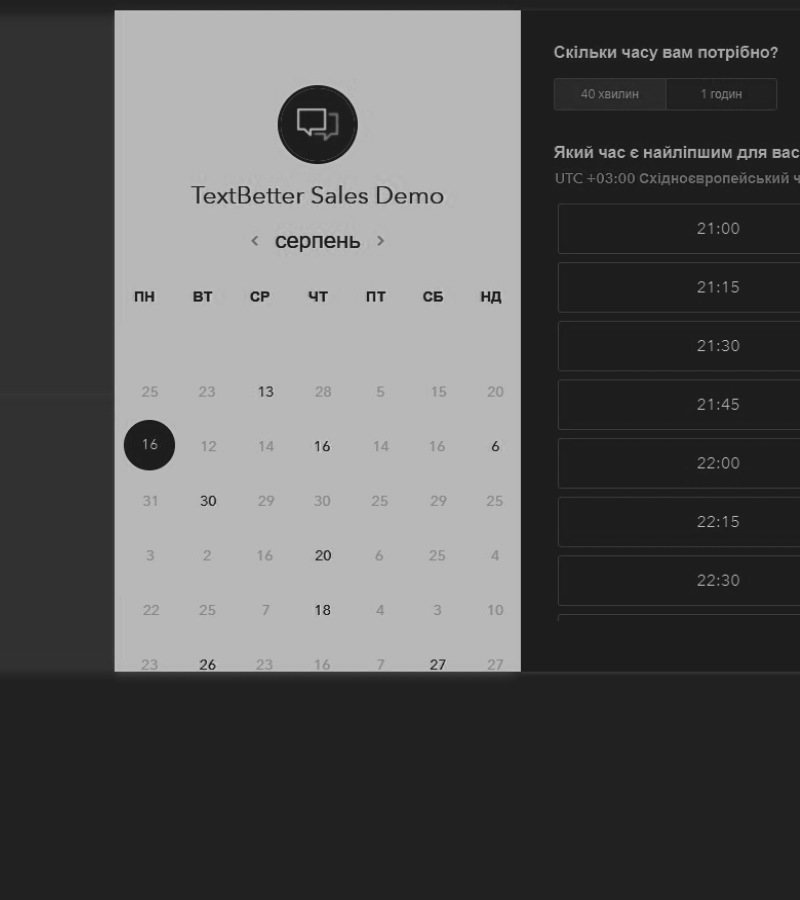 TextBetter Sales Demo
‹ серпень ›
ПН ВТ СР ЧТ ПТ СБ НД
25 23 13 28 5 15 20
16 12 14 16 14 16 6
31 30 29 30 25 29 25
3 2 16 20 6 25 4
22 25 7 18 4 3 10
23 26 23 16 7 27 27
Скільки часу вам потрібно?
40 хвилин 1 годин
Який час є найліпшим для вас
UTC +03:00 Східноєвропейський ч
21:00
21:15
21:30
21:45
22:00
22:15
22:30